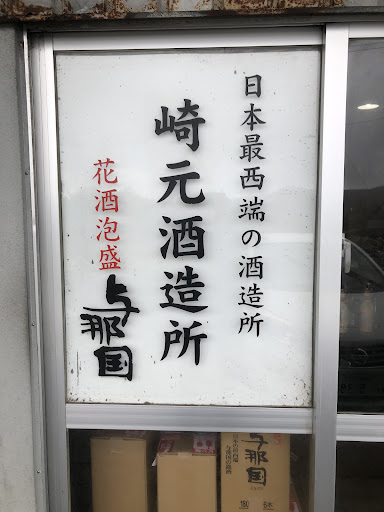 日本最西端の酒造所
崎元酒造所
花酒泡盛
与那国
与那国